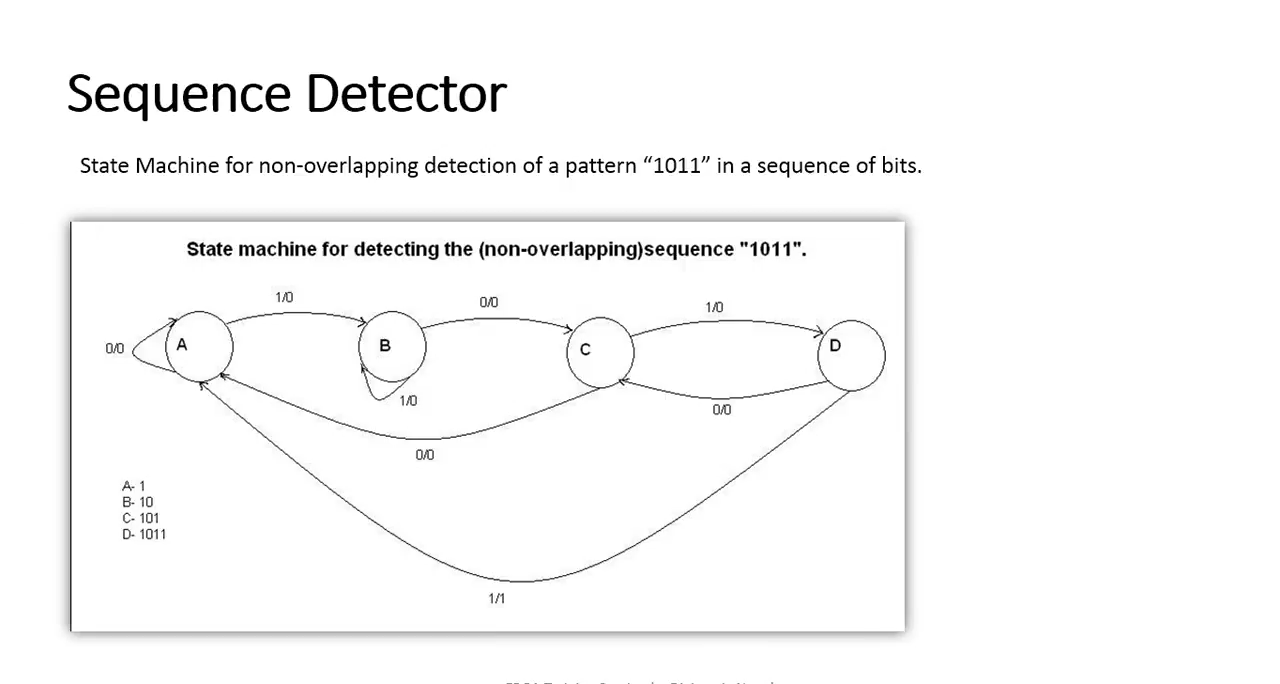 Sequence Detector
State Machine for non-overlapping detection of a pattern “1011” in a sequence of bits.
State machine for detecting the (non-overlapping)sequence "1011".
1/0
0/0
1/0
0/0
A
B
C
D
1/0
0/0
0/0
A- 1
B- 10
C- 101
D- 1011
1/1